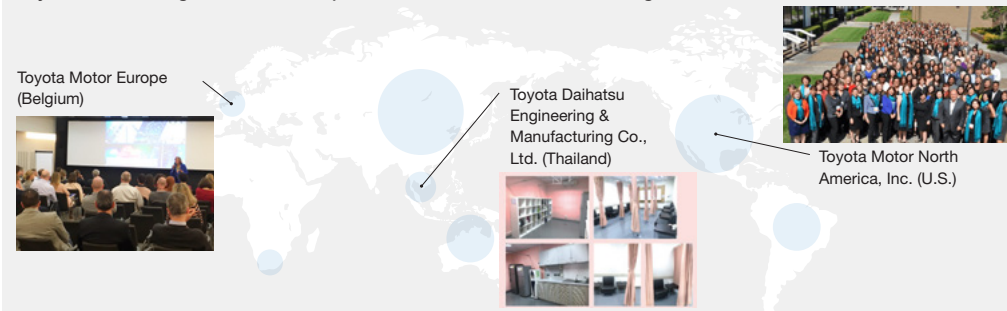 Toyota Motor Europe
(Belgium)
Toyota Daihatsu
Engineering &
Manufacturing Co.,
Ltd. (Thailand)
Toyota Motor North
America, Inc. (U.S.)